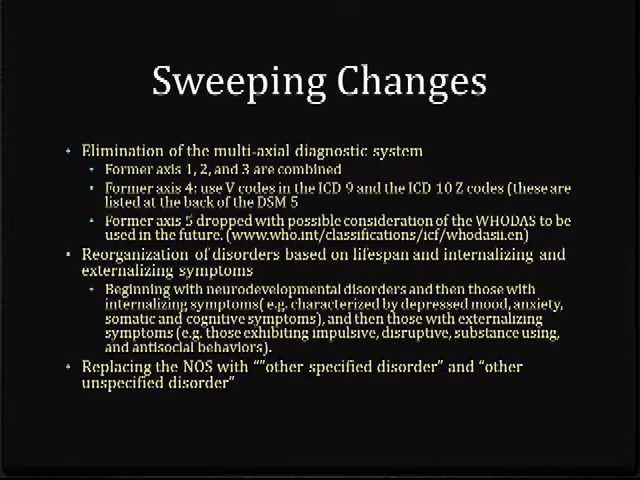 Sweeping Changes
Elimination of the multi-axial diagnostic system
Former axis 1, 2, and 3 are combined
Former axis 4: use V codes in the ICD 9 and the ICD 10 Z codes (these are
listed at the back of the DSM 5
Former axis 5 dropped with possible consideration of the WHODAS to be
used in the future. (www.who.int/classifications/icf/whodasii.en)
Reorganization of disorders based on lifespan and internalizing and
externalizing symptoms
Beginning with neurodevelopmental disorders and then those with
internalizing symptoms( e.g. characterized by depressed mood, anxiety,
somatic and cognitive symptoms), and then those with externalizing
symptoms (e.g. those exhibiting impulsive, disruptive, substance using,
and antisocial behaviors).
Replacing the NOS with “”other specified disorder” and “other
unspecified disorder”